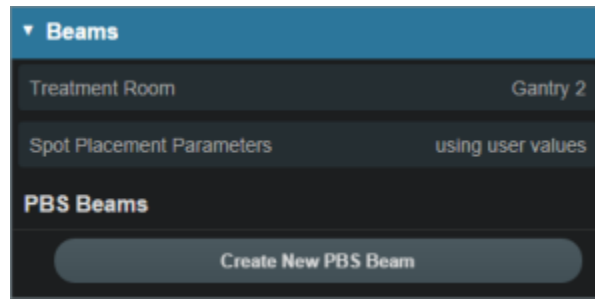 Beams
Treatment Room Gantry 2
Spot Placement Parameters using user values
PBS Beams
Create New PBS Beam